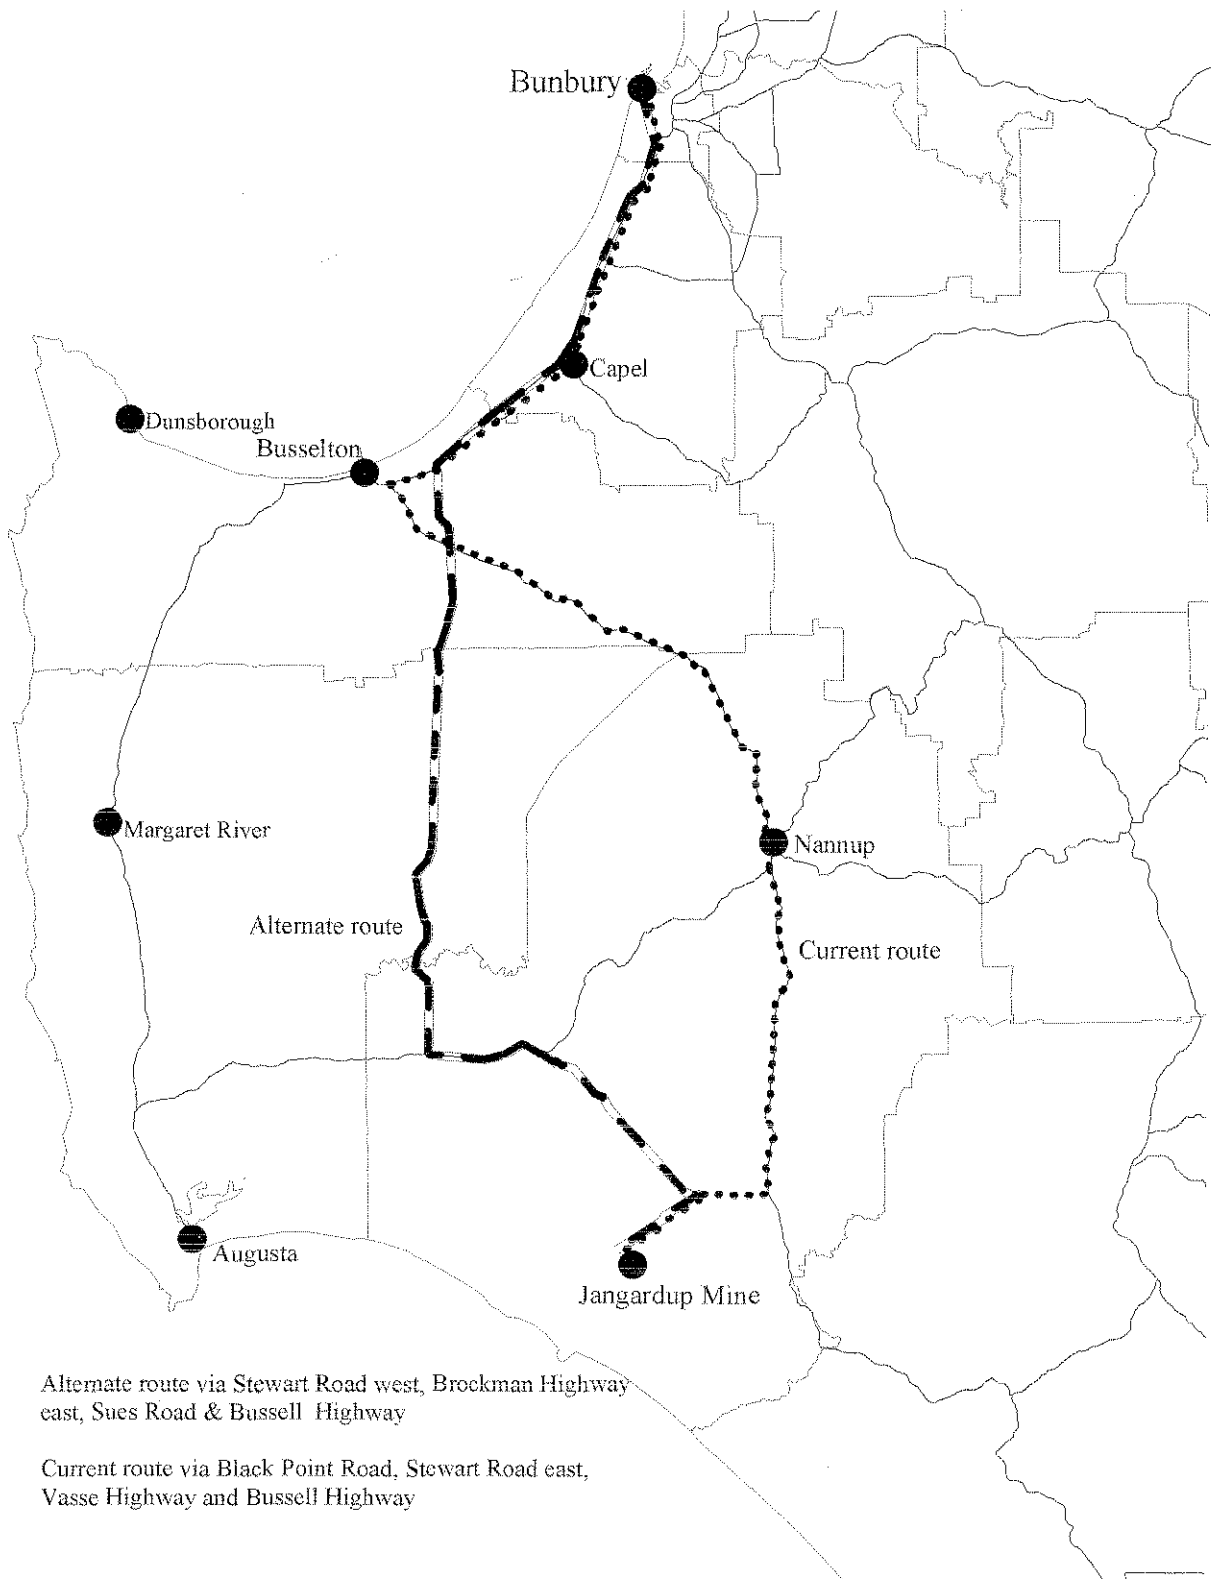 Bunbury
Capel
Dunsborough
Busselton
Margaret River
Nannup
Alternate route
Current route
Augusta
Jangardup Mine
Alternate route via Stewart Road west, Brockman Highway
east, Sues Road & Bussell Highway
Current route via Black Point Road, Stewart Road east,
Vasse Highway and Bussell Highway